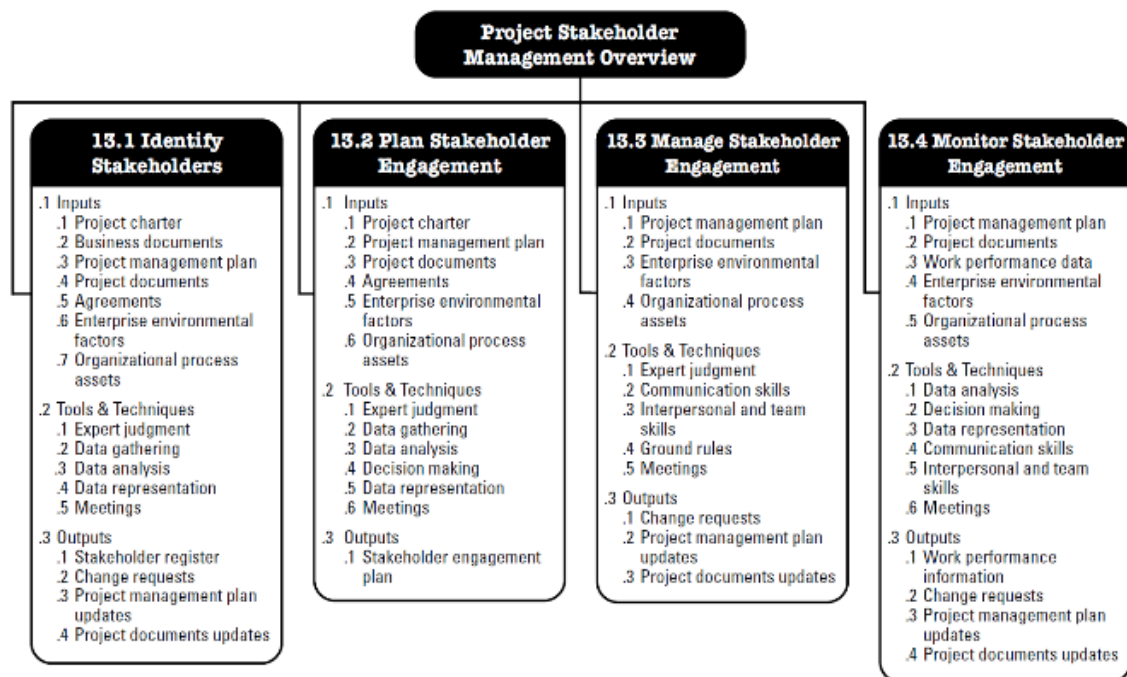 Project Stakeholder
Management Overview
13.1 Identify
Stakeholders
.1 Inputs
.1 Project charter
.2 Business documents
.3 Project management plan
.4 Project documents
.5 Agreements
.6 Enterprise environmental
factors
.7 Organizational process
assets
.2 Tools & Techniques
.1 Expert judgment
.2 Data gathering
.3 Data analysis
.4 Data representation
.5 Meetings
.3 Outputs
.1 Stakeholder register
.2 Change requests
.3 Project management plan
updates
.4 Project documents updates
13.2 Plan Stakeholder
Engagement
.1 Inputs
.1 Project charter
.2 Project management plan
.3 Project documents
.4 Agreements
.5 Enterprise environmental
factors
.6 Organizational process
assets
.2 Tools & Techniques
.1 Expert judgment
.2 Data gathering
.3 Data analysis
.4 Decision making
.5 Data representation
.6 Meetings
.3 Outputs
.1 Stakeholder engagement
plan
13.3 Manage Stakeholder
Engagement
.1 Inputs
.1 Project management plan
.2 Project documents
.3 Enterprise environmental
factors
.4 Organizational process
assets
.2 Tools & Techniques
.1 Expert judgment
.2 Communication skills
.3 Interpersonal and team
skills
.4 Ground rules
.5 Meetings
.3 Outputs
.1 Change requests
.2 Project management plan
updates
.3 Project documents updates
13.4 Monitor Stakeholder
Engagement
.1 Inputs
.1 Project management plan
.2 Project documents
.3 Work performance data
.4 Enterprise environmental
factors
.5 Organizational process
assets
.2 Tools & Techniques
.1 Data analysis
.2 Decision making
.3 Data representation
.4 Communication skills
.5 Interpersonal and team
skills
.6 Meetings
.3 Outputs
.1 Work performance
information
.2 Change requests
.3 Project management plan
updates
.4 Project documents updates